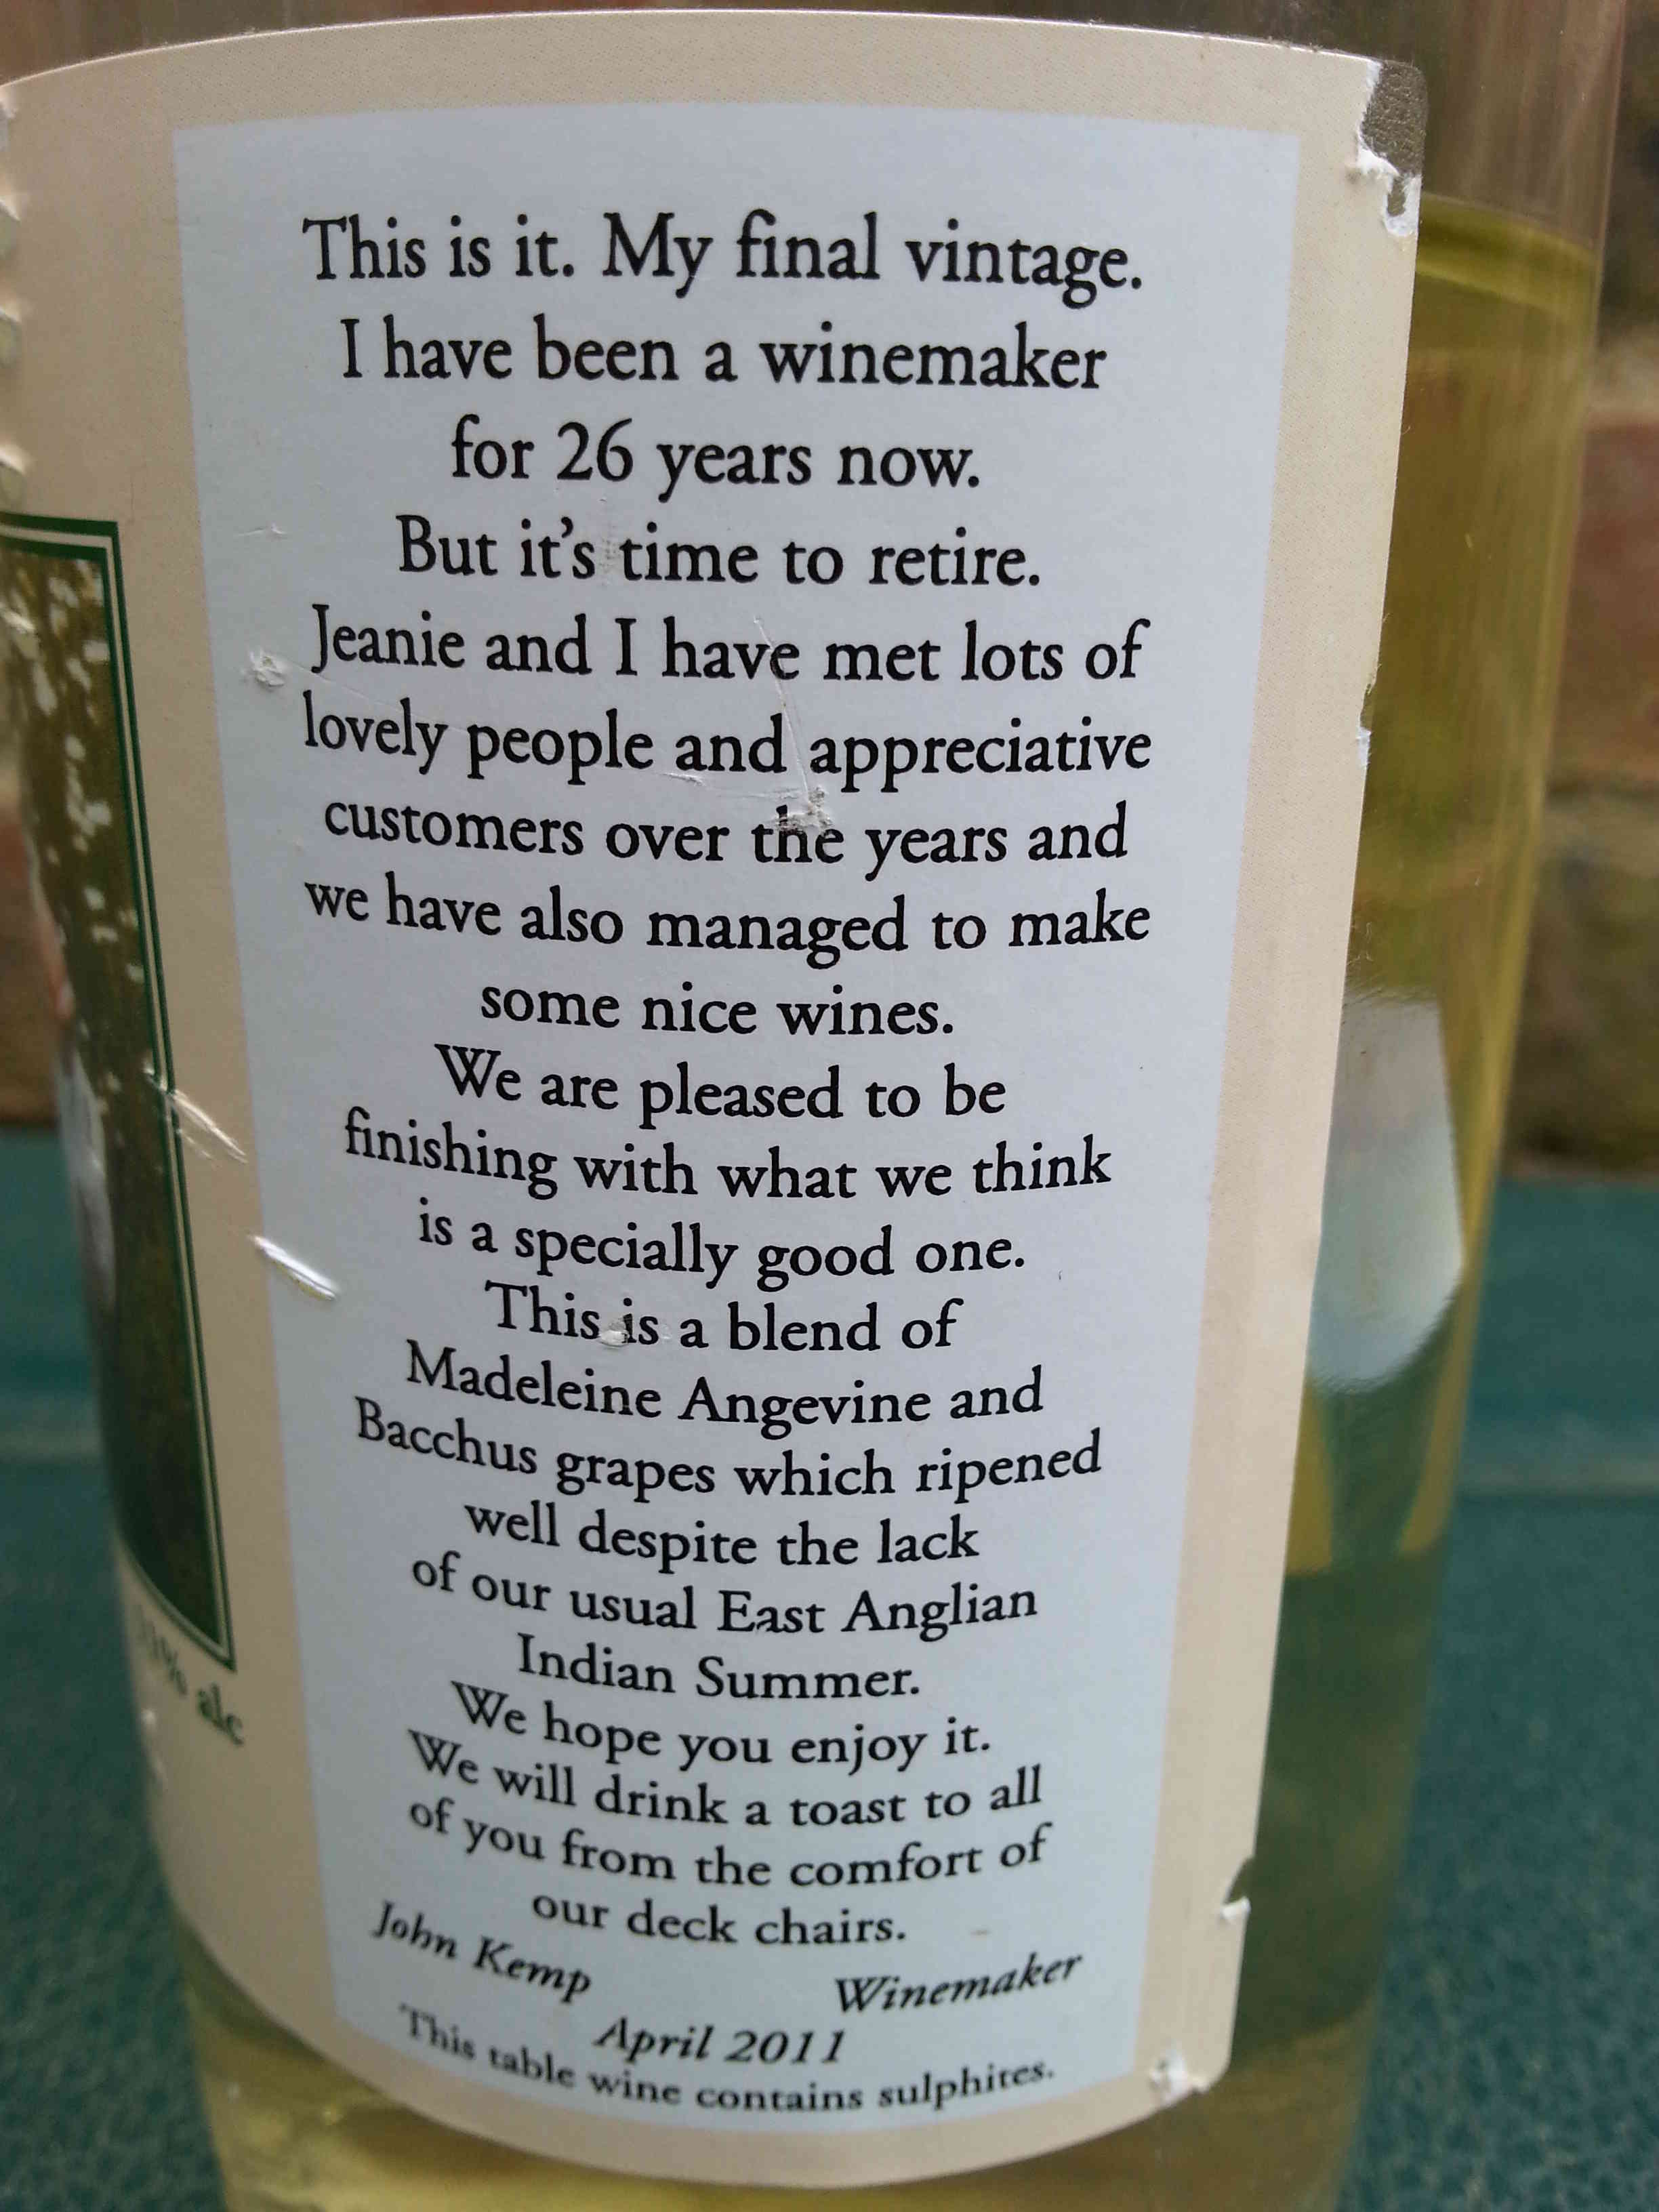 This is it. My final vintage.
I have been a winemaker
for 26 years now.
But it's time to retire.
Jeanie and I have met lots of
lovely people and appreciative
customers over the years and
we have also managed to make
some nice wines.
We are pleased to be
finishing with what we think
is a specially good one.
This is a blend of
Madeleine Angevine and
Bacchus grapes which ripened
well despite the lack
of our usual East Anglian
Indian Summer.
We hope you enjoy it.
We will drink a toast to all
of you from the comfort of
our deck chairs.
John Kemp Winemaker
April 2011
This table wine contains sulphites.
alc